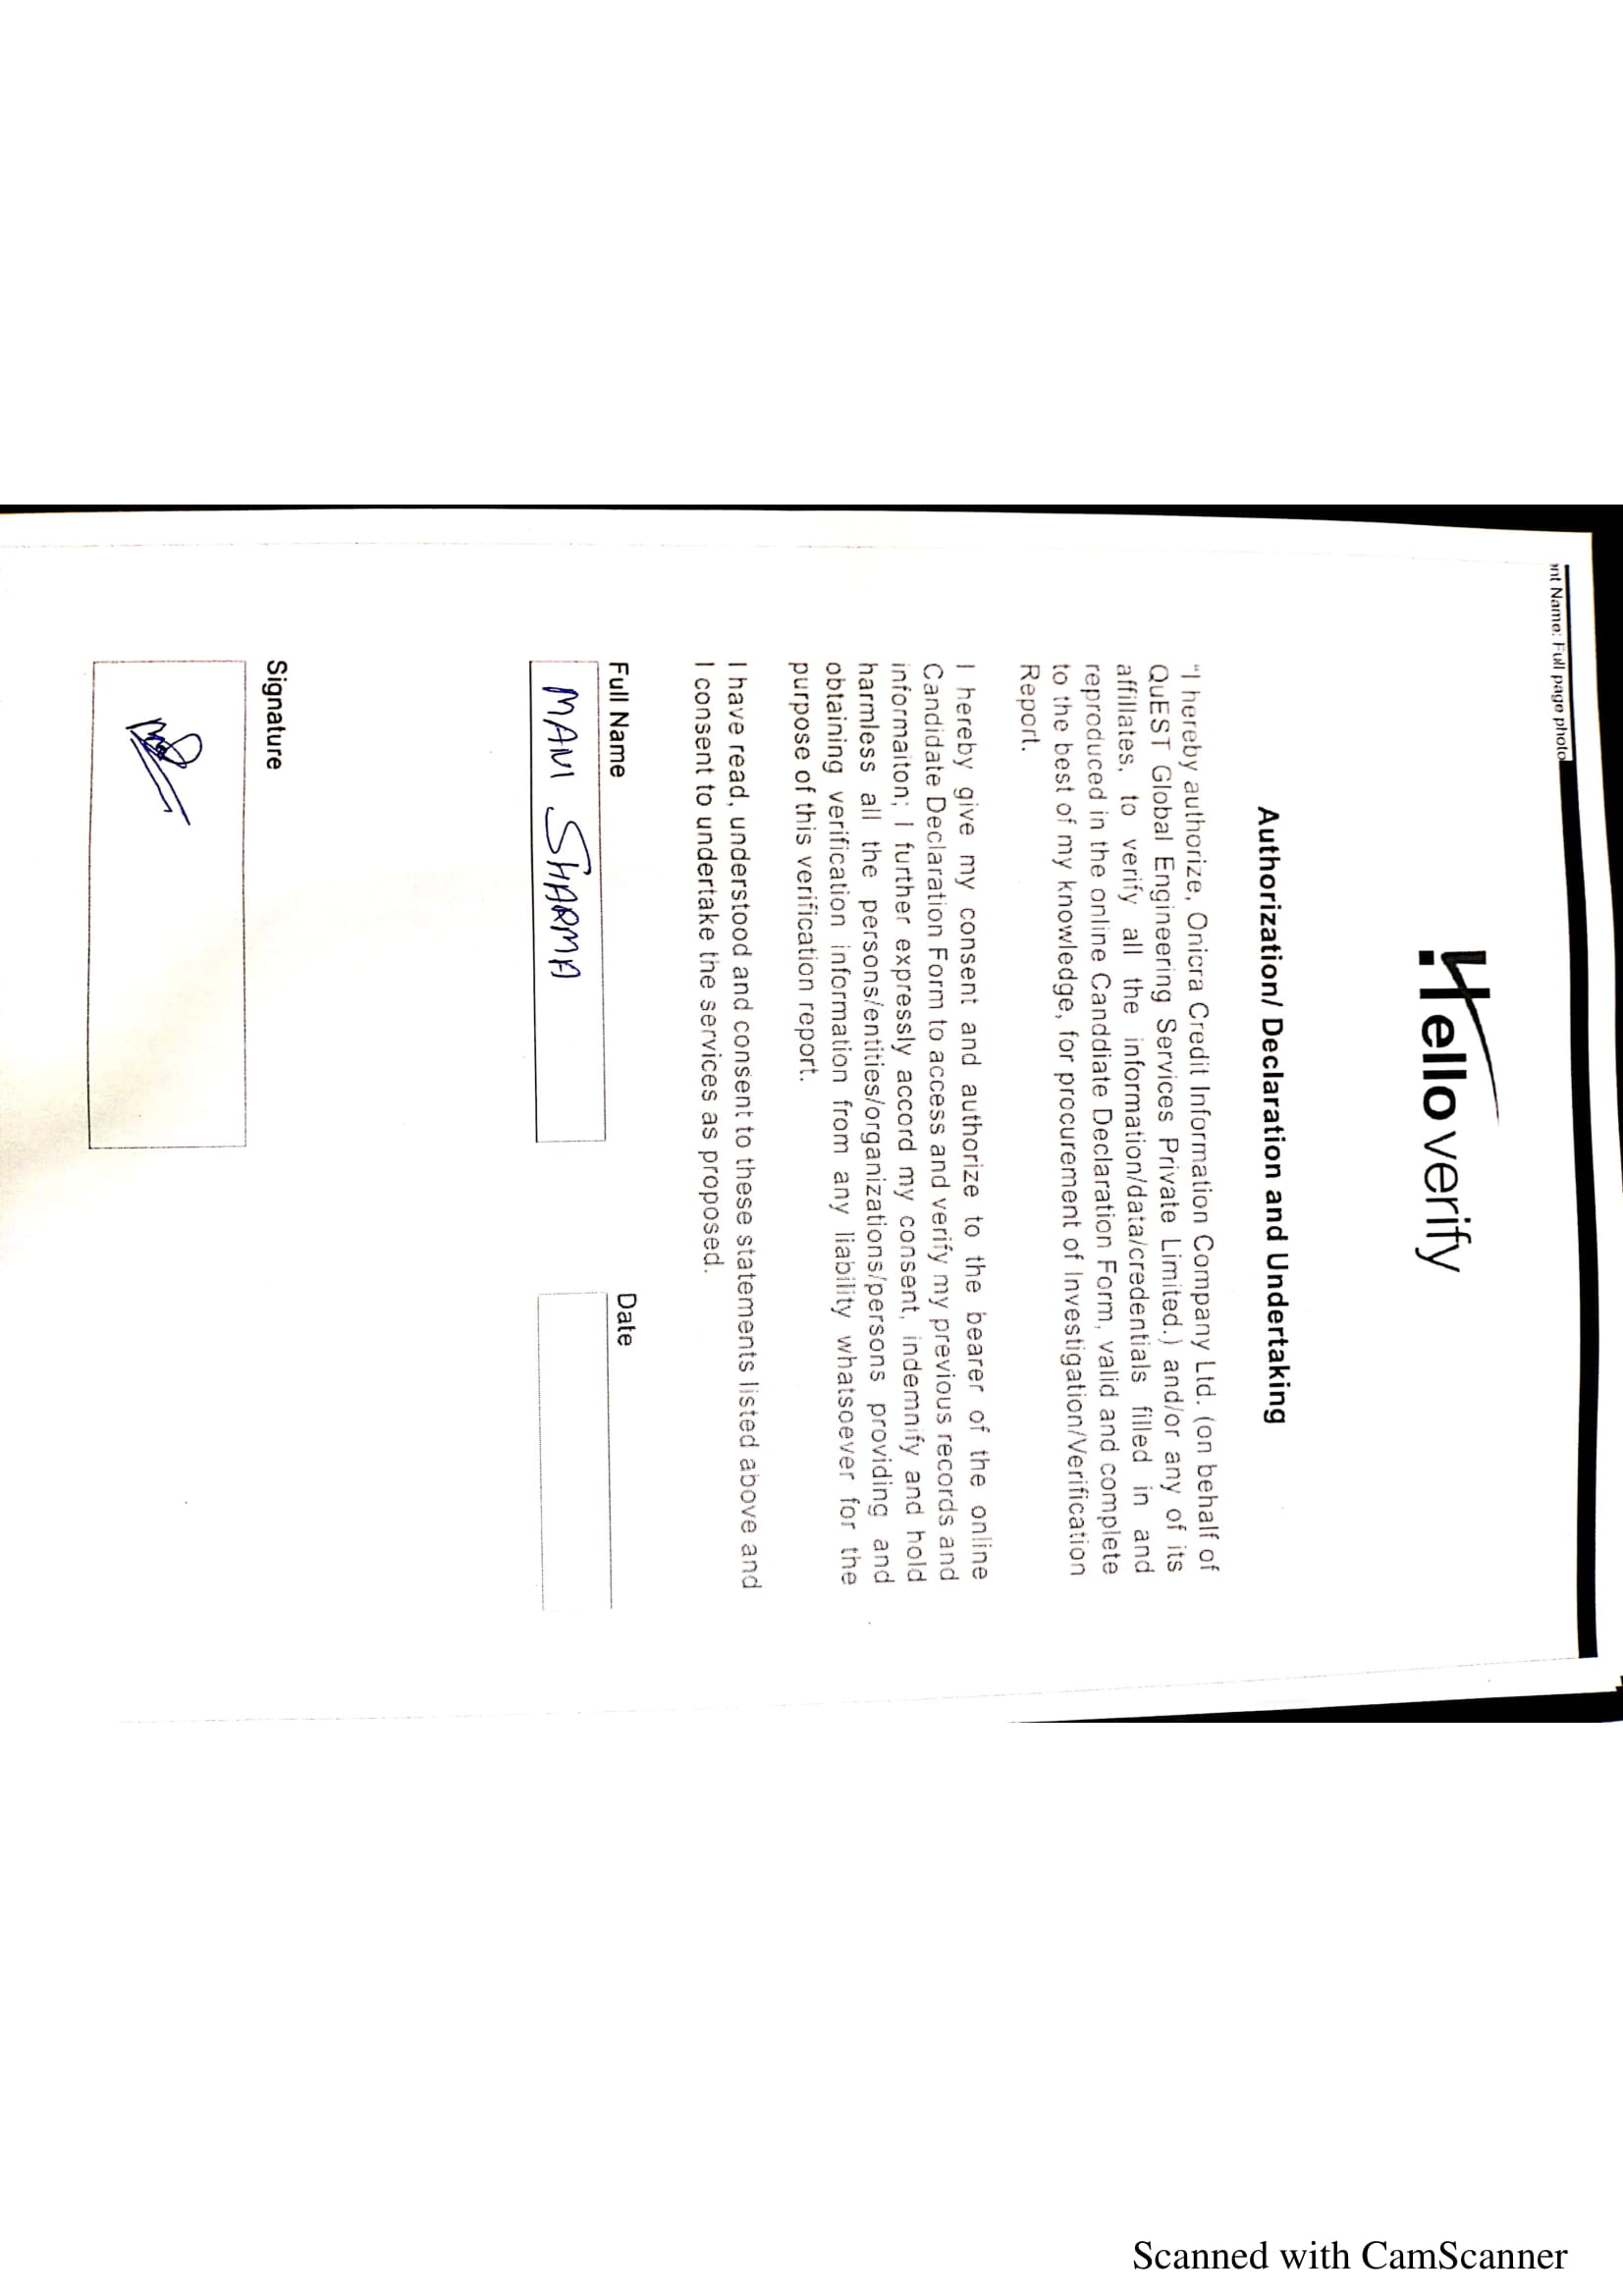 ent Name: Full page photo
Hello verify
Authorization/ Declaration and Undertaking
"I hereby authorize, Onicra Credit Information Company Ltd. (on behalf of
QuEST Global Engineering Services Private Limited.) and/or any of its
affillates, to verify all the information/data/credentials filled in and
reproduced in the online Canddiate Declaration Form, valid and complete
to the best of my knowledge, for procurement of Investigation/Verification
Report.
I hereby give my consent and authorize to the bearer of the online
Candidate Declaration Form to access and verify my previous records and
informaiton; I further expressly accord my consent, indemnify and hold
harmless all the persons/entities/organizations/persons providing and
obtaining verification information from any liability whatsoever for the
purpose of this verification report.
I have read, understood and consent to these statements listed above and
I consent to undertake the services as proposed.
Full Name
Date
MANI SHARMA
Signature
Scanned with CamScanner